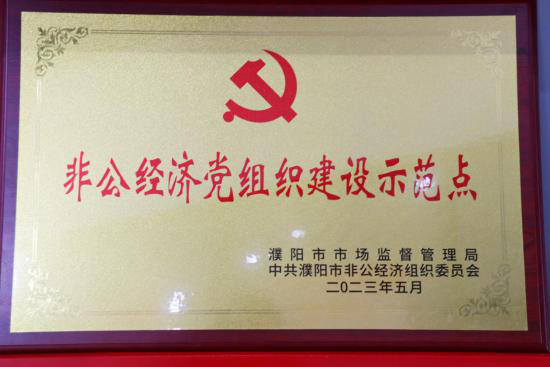 非公经济党组织建设示范点
濮阳市市场监督管理局
中共濮阳市非公经济组织委员会
二〇二三年五月